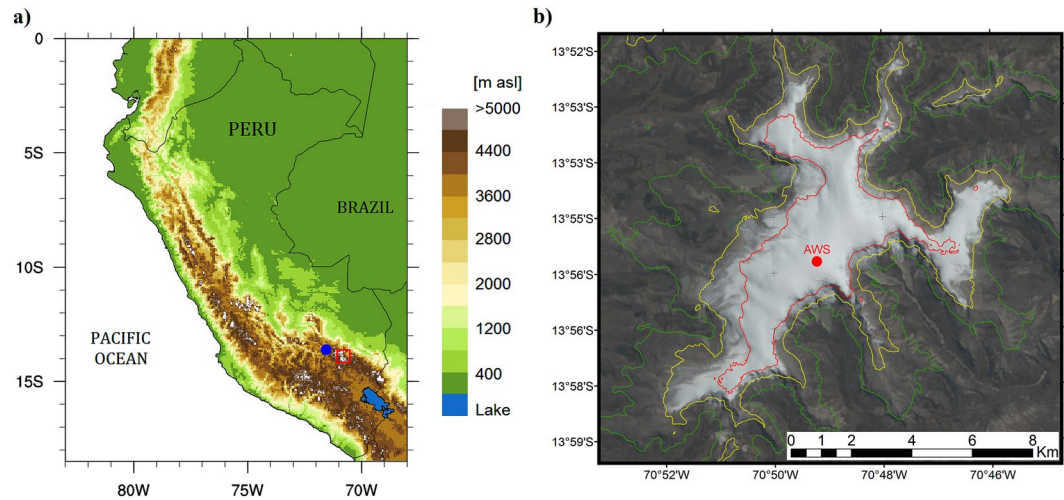 a)
0
5S
10S
15S
80W
75W
70W
PERU
BRAZIL
PACIFIC
OCEAN
[m asl]
>5000
4400
3600
2800
2000
1200
400
Lake
b)
13°52'S
13°53'S
13°53'S
13°55'S
13°56'S
13°56'S
13°58'S
13°59'S
AWS
0 1 2 4 6 8
Km
70°52'W
70°50'W
70°48'W
70°46'W